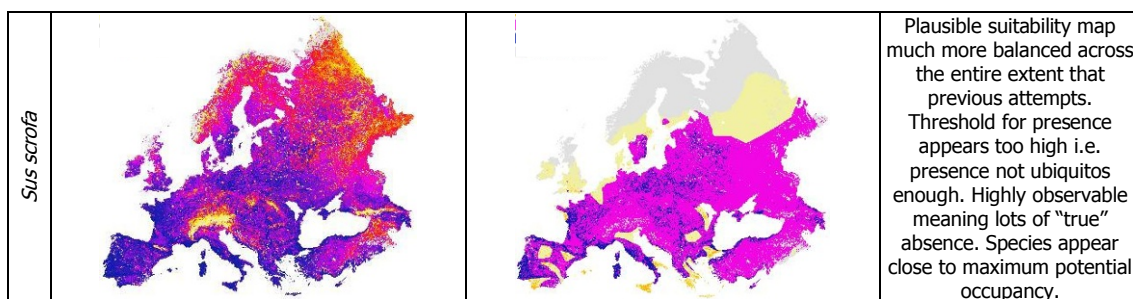 Sus scrofa
Plausible suitability map
much more balanced across
the entire extent that
previous attempts.
Threshold for presence
appears too high i.e.
presence not ubiquitos
enough. Highly observable
meaning lots of “true”
absence. Species appear
close to maximum potential
occupancy.